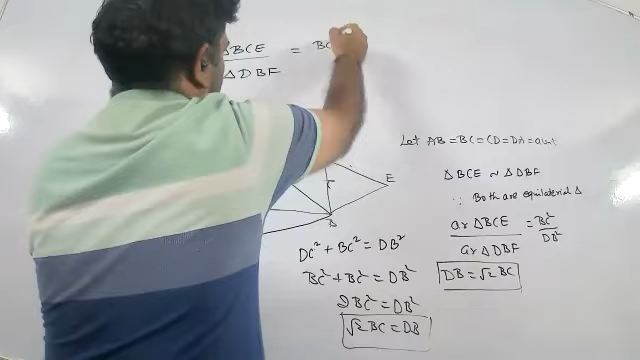 ΔBCE = BC
ΔDBF
E
D
DC² + BC² = DB²
BC² + BC² = DB²
2BC² = DB²
√2 BC = DB
Let AB = BC = CD = DA = a unit
ΔBCE ~ ΔDBF
∵ Both are equilaterial Δ
ar ΔBCE = BC²
ar ΔDBF DB²
DB = √2 BC